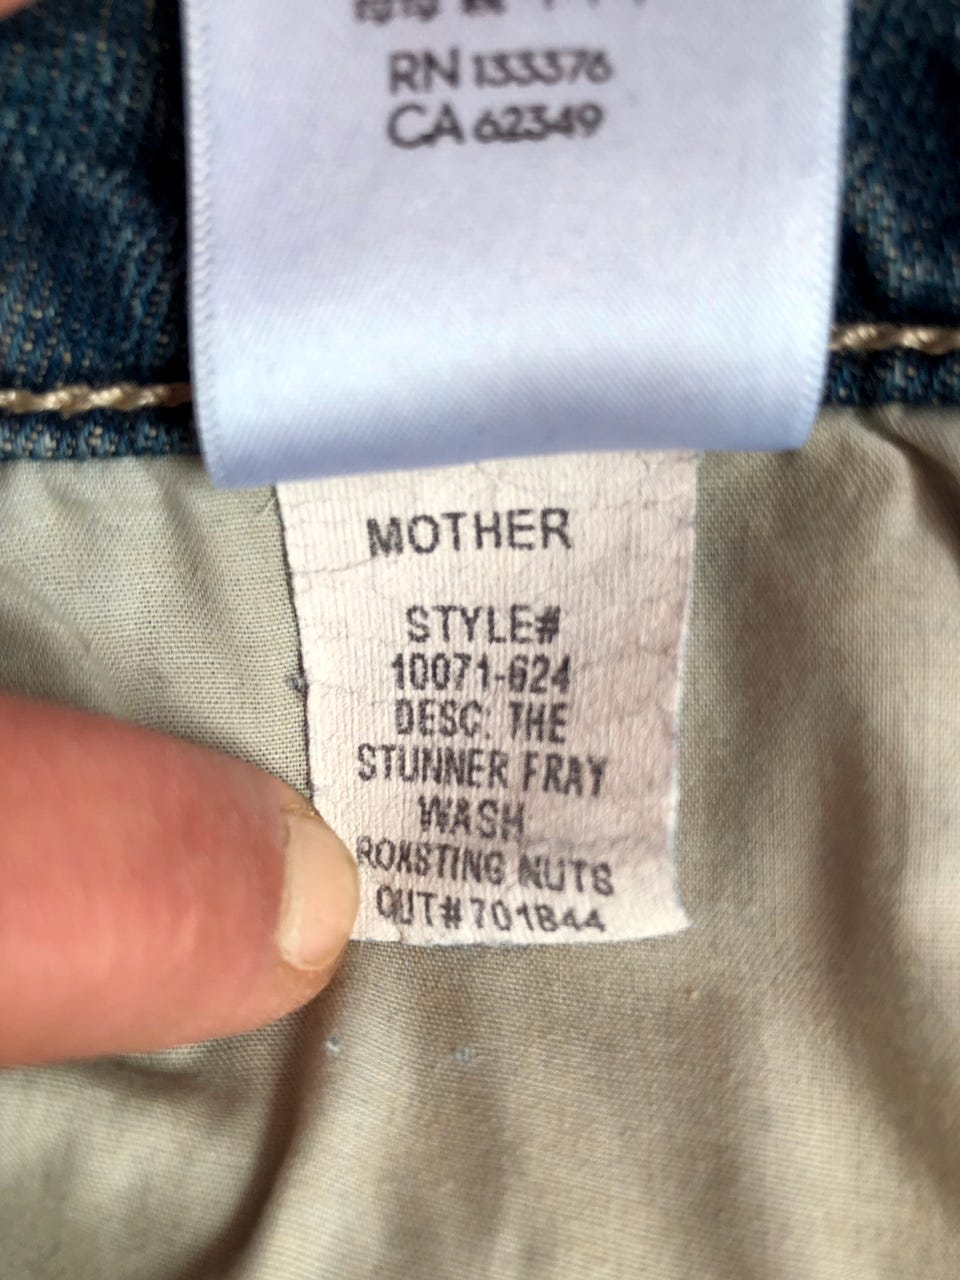 RN 133376
CA 62349
MOTHER
STYLE#
10071-624
DESC: THE
STUNNER FRAY
WASH
ROASTING NUTS
CUT#701844